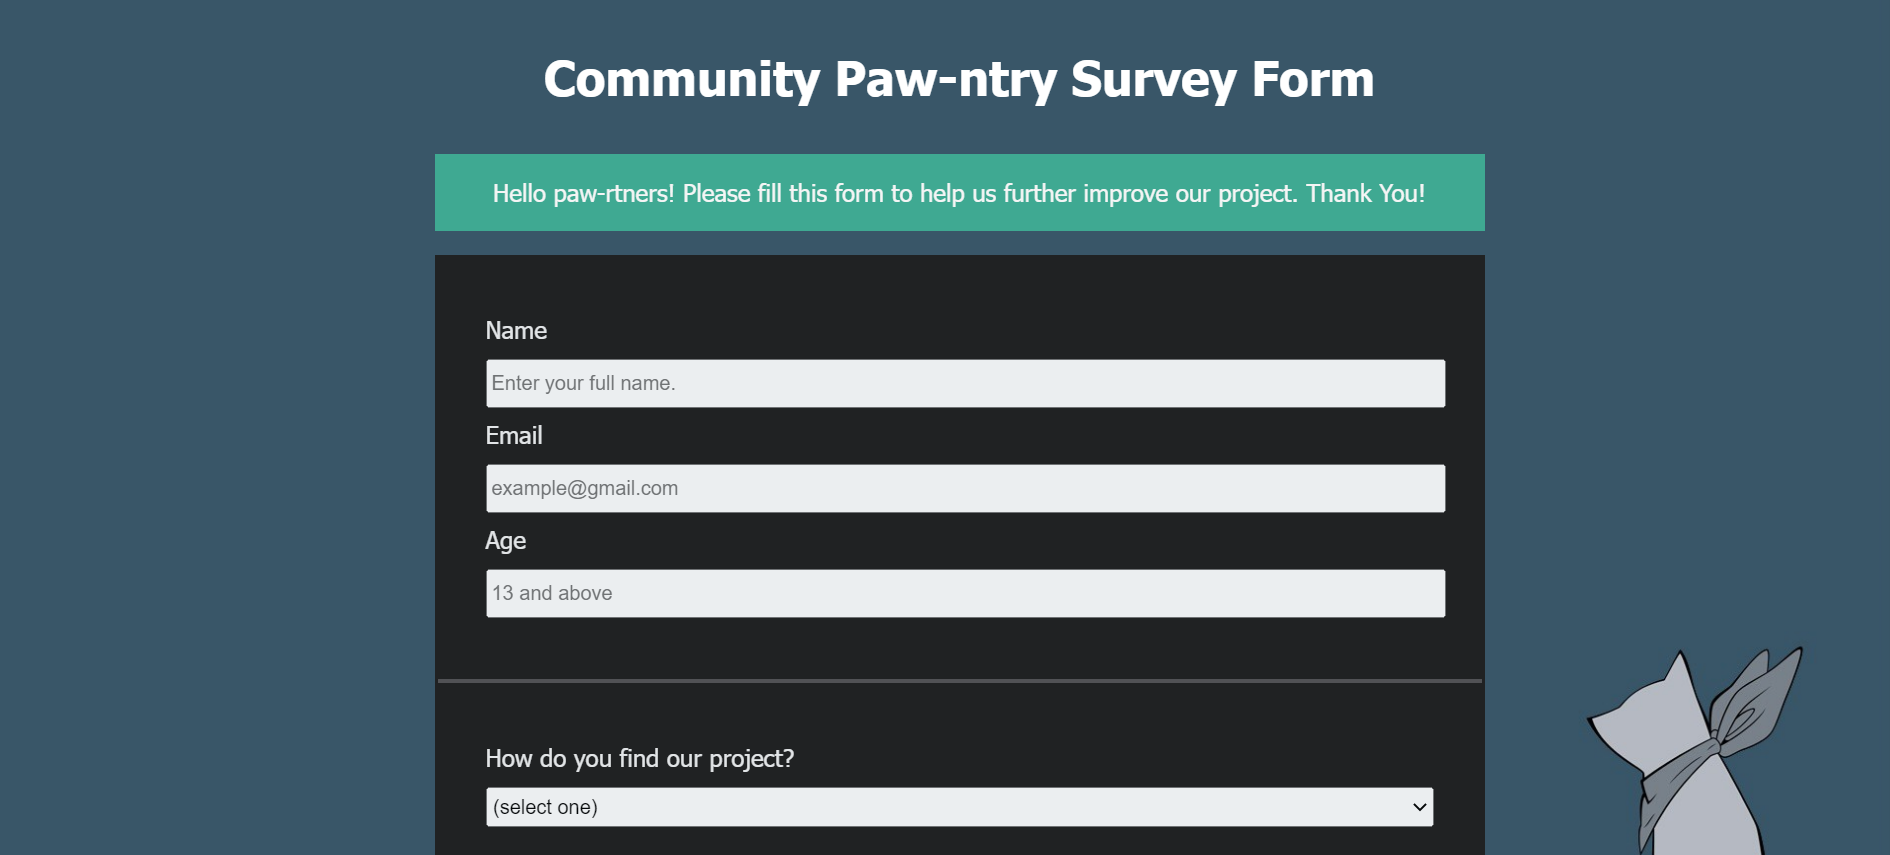 Community Paw-ntry Survey Form
Hello paw-rtners! Please fill this form to help us further improve our project. Thank You!
Name
Enter your full name.
Email
example@gmail.com
Age
13 and above
How do you find our project?
(select one)